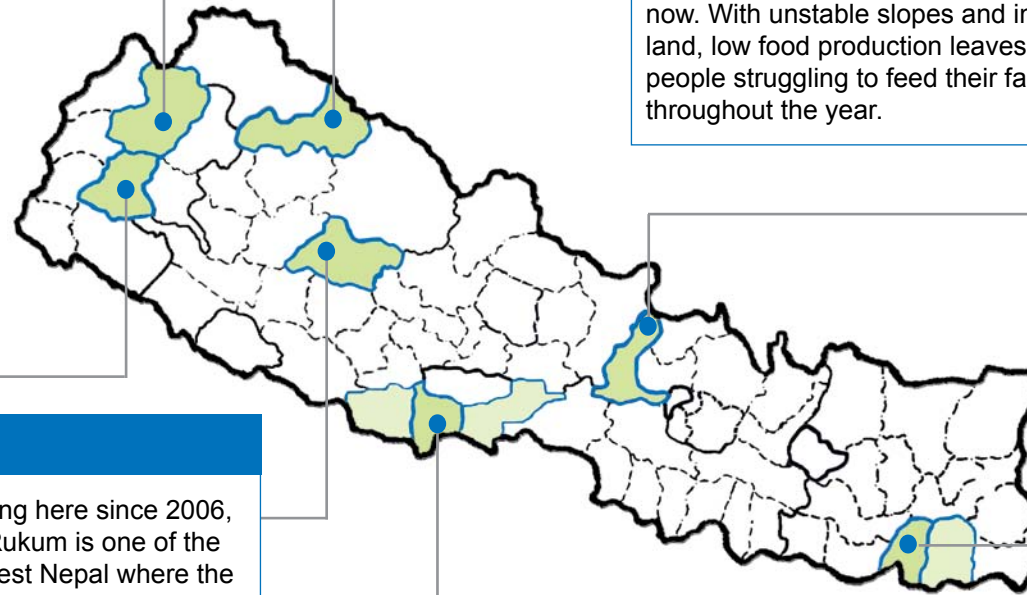 now. With unstable slopes and in
land, low food production leaves
people struggling to feed their fa
throughout the year.
ng here since 2006,
Rukum is one of the
est Nepal where the